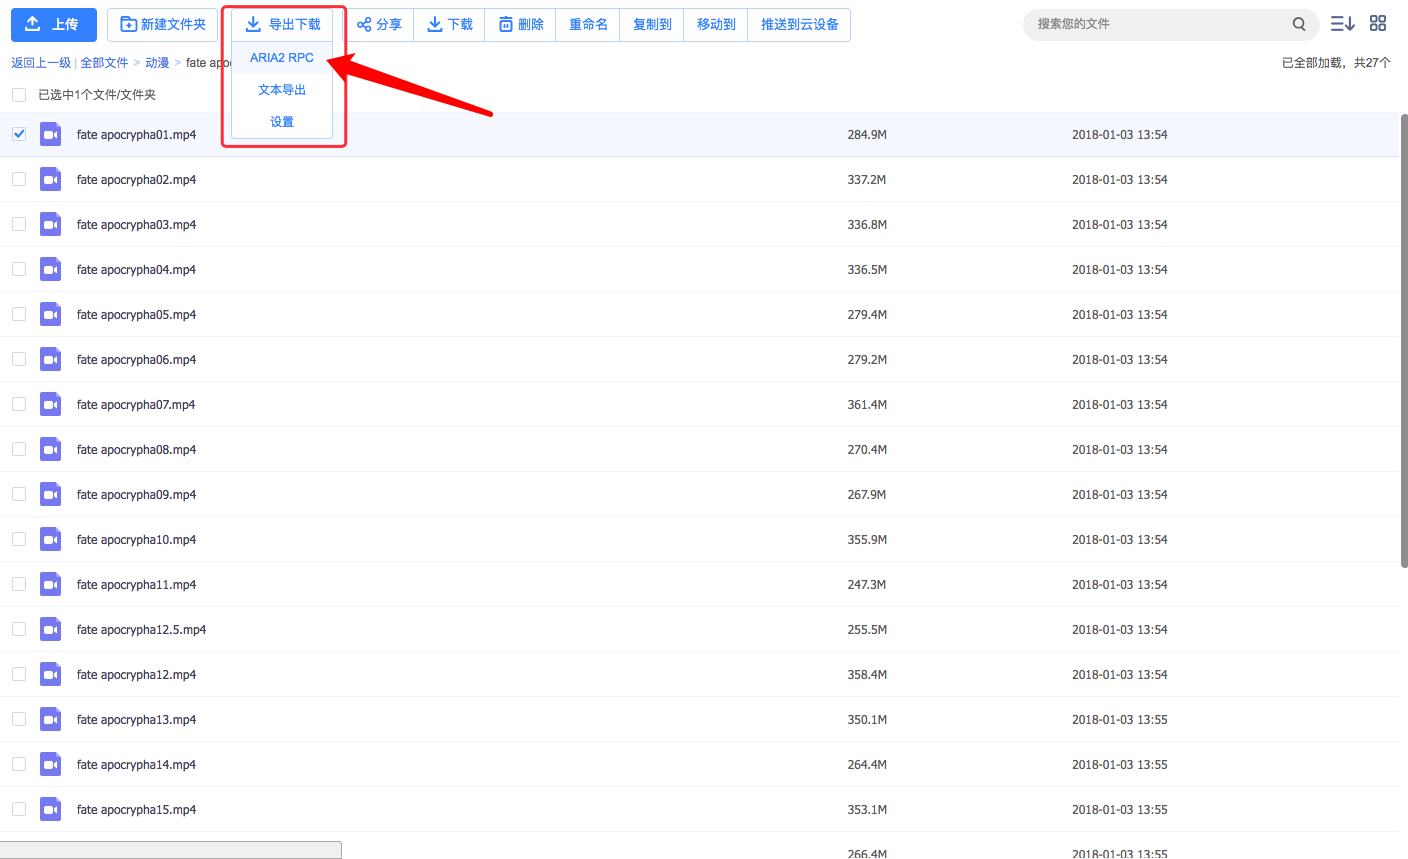 上传 新建文件夹 导出下载 分享 下载 删除 重命名 复制到 移动到 推送到云设备 搜索您的文件
ARIA2 RPC
文本导出
设置
返回上一级 | 全部文件 > 动漫 > fate apoc 已全部加载，共27个
已选中1个文件/文件夹
fate apocrypha01.mp4 284.9M 2018-01-03 13:54
fate apocrypha02.mp4 337.2M 2018-01-03 13:54
fate apocrypha03.mp4 336.8M 2018-01-03 13:54
fate apocrypha04.mp4 336.5M 2018-01-03 13:54
fate apocrypha05.mp4 279.4M 2018-01-03 13:54
fate apocrypha06.mp4 279.2M 2018-01-03 13:54
fate apocrypha07.mp4 361.4M 2018-01-03 13:54
fate apocrypha08.mp4 270.4M 2018-01-03 13:54
fate apocrypha09.mp4 267.9M 2018-01-03 13:54
fate apocrypha10.mp4 355.9M 2018-01-03 13:54
fate apocrypha11.mp4 247.3M 2018-01-03 13:54
fate apocrypha12.5.mp4 255.5M 2018-01-03 13:54
fate apocrypha12.mp4 358.4M 2018-01-03 13:54
fate apocrypha13.mp4 350.1M 2018-01-03 13:55
fate apocrypha14.mp4 264.4M 2018-01-03 13:55
fate apocrypha15.mp4 353.1M 2018-01-03 13:55
266.4M 2018-01-03 13:55